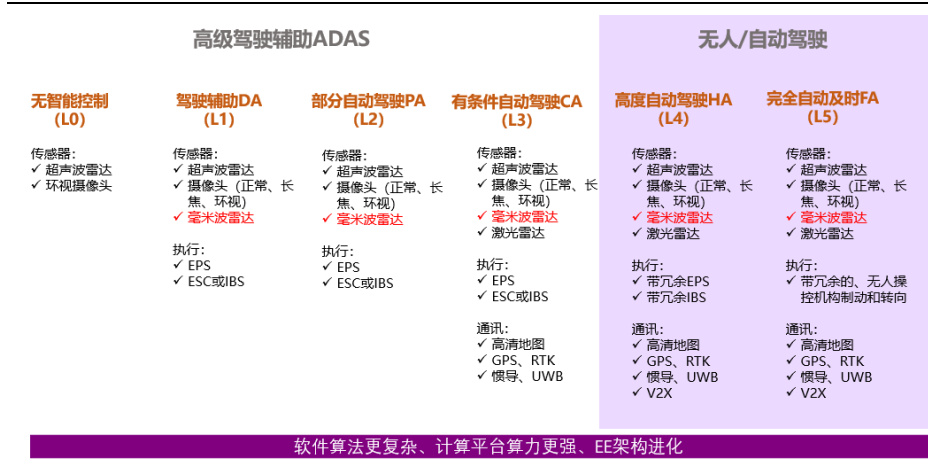 高级驾驶辅助ADAS
无人/自动驾驶
无智能控制
(L0)
传感器：
✓ 超声波雷达
✓ 环视摄像头
驾驶辅助DA
(L1)
传感器：
✓ 超声波雷达
✓ 摄像头（正常、长
焦、环视)
✓ 毫米波雷达
执行：
✓ EPS
✓ ESC或IBS
部分自动驾驶PA
(L2)
传感器：
✓ 超声波雷达
✓ 摄像头（正常、长
焦、环视)
✓ 毫米波雷达
执行：
✓ EPS
✓ ESC或IBS
有条件自动驾驶CA
(L3)
传感器：
✓ 超声波雷达
✓ 摄像头（正常、长
焦、环视)
✓ 毫米波雷达
✓ 激光雷达
执行：
✓ EPS
✓ ESC或IBS
通讯：
✓ 高清地图
✓ GPS、RTK
✓ 惯导、UWB
高度自动驾驶HA
(L4)
传感器：
✓ 超声波雷达
✓ 摄像头（正常、长
焦、环视)
✓ 毫米波雷达
✓ 激光雷达
执行：
✓ 带冗余EPS
✓ 带冗余IBS
通讯：
✓ 高清地图
✓ GPS、RTK
✓ 惯导、UWB
✓ V2X
完全自动及时FA
(L5)
传感器：
✓ 超声波雷达
✓ 摄像头（正常、长
焦、环视)
✓ 毫米波雷达
✓ 激光雷达
执行：
✓ 带冗余的、无人操
控机构制动和转向
通讯：
✓ 高清地图
✓ GPS、RTK
✓ 惯导、UWB
✓ V2X
软件算法更复杂、计算平台算力更强、EE架构进化